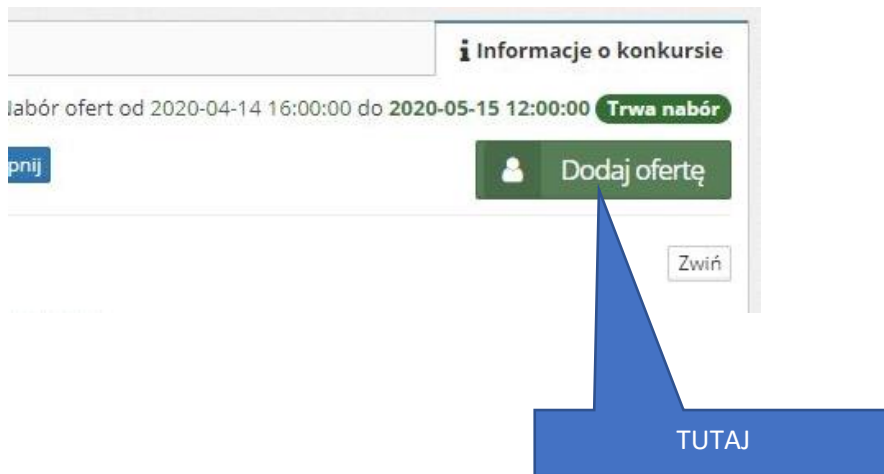 Informacje o konkursie
Nabór ofert od 2020-04-14 16:00:00 do 2020-05-15 12:00:00 Trwa nabór
pnij
Dodaj ofertę
Zwiń
TUTAJ